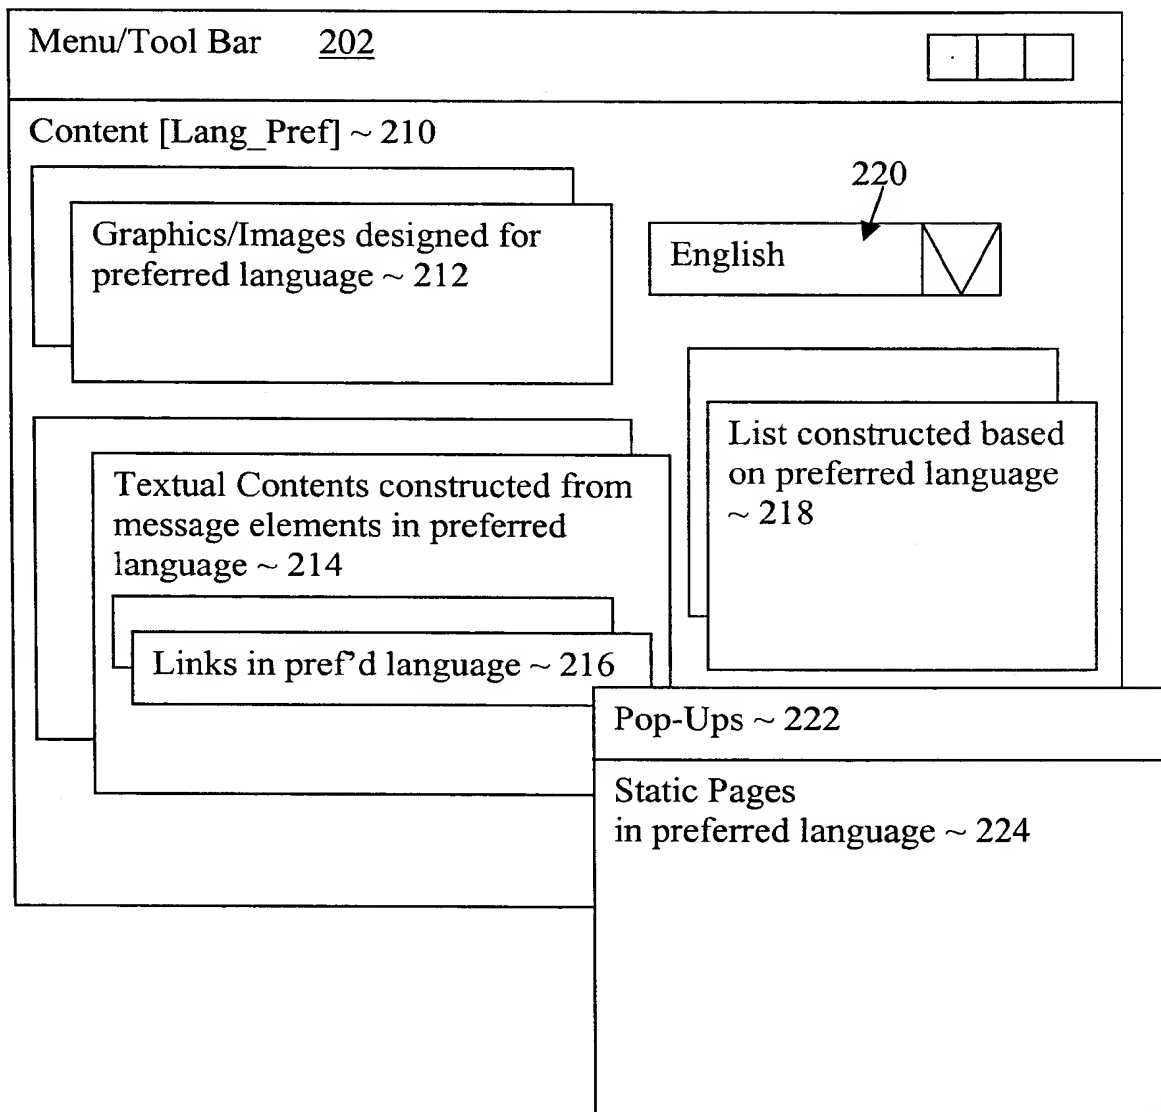 Menu/Tool Bar 202
Content [Lang_Pref] ~ 210
220
Graphics/Images designed for
preferred language ~ 212
English
List constructed based
on preferred language
~ 218
Textual Contents constructed from
message elements in preferred
language ~ 214
Links in pref'd language ~ 216
Pop-Ups ~ 222
Static Pages
in preferred language ~ 224